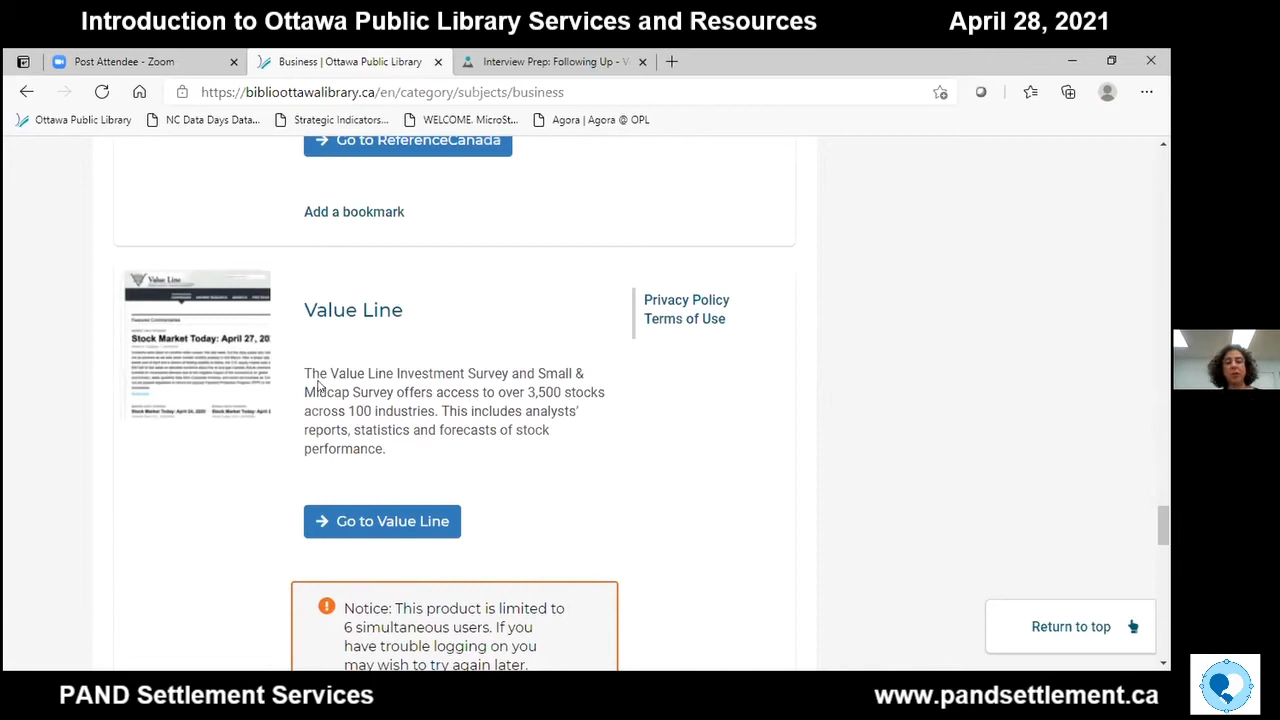 Introduction to Ottawa Public Library Services and Resources April 28, 2021
Post Attendee - Zoom
Business | Ottawa Public Library
Interview Prep: Following Up - V
https://biblioottawalibrary.ca/en/category/subjects/business
Ottawa Public Library
NC Data Days Data...
Strategic Indicators...
WELCOME. MicroSt...
Agora | Agora @ OPL
Go to ReferenceCanada
Add a bookmark
Value Line
Stock Market Today: April 27, 20
Value Line
Privacy Policy
Terms of Use
The Value Line Investment Survey and Small &
Midcap Survey offers access to over 3,500 stocks
across 100 industries. This includes analysts'
reports, statistics and forecasts of stock
performance.
Go to Value Line
Notice: This product is limited to
6 simultaneous users. If you
have trouble logging on you
may wish to try again later.
Return to top
PAND Settlement Services www.pandsettlement.ca